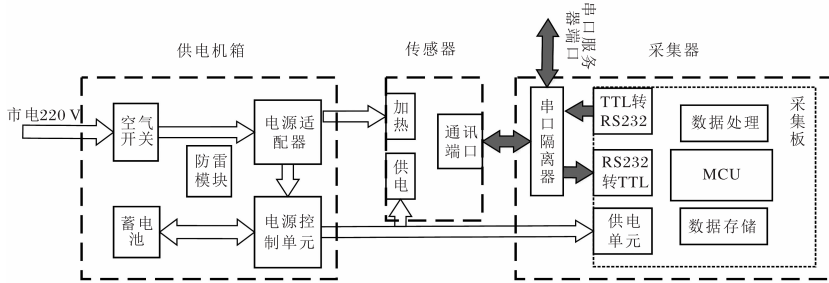 供电机箱
传感器
串口服务
器端口
采集器
市电220 V
空气
开关
电源适
配器
防雷
模块
蓄电
池
电源控
制单元
加热
供电
通讯端口
串口隔离器
TTL转
RS232
RS232
转TTL
供电
单元
数据处理
MCU
数据存储
采集板